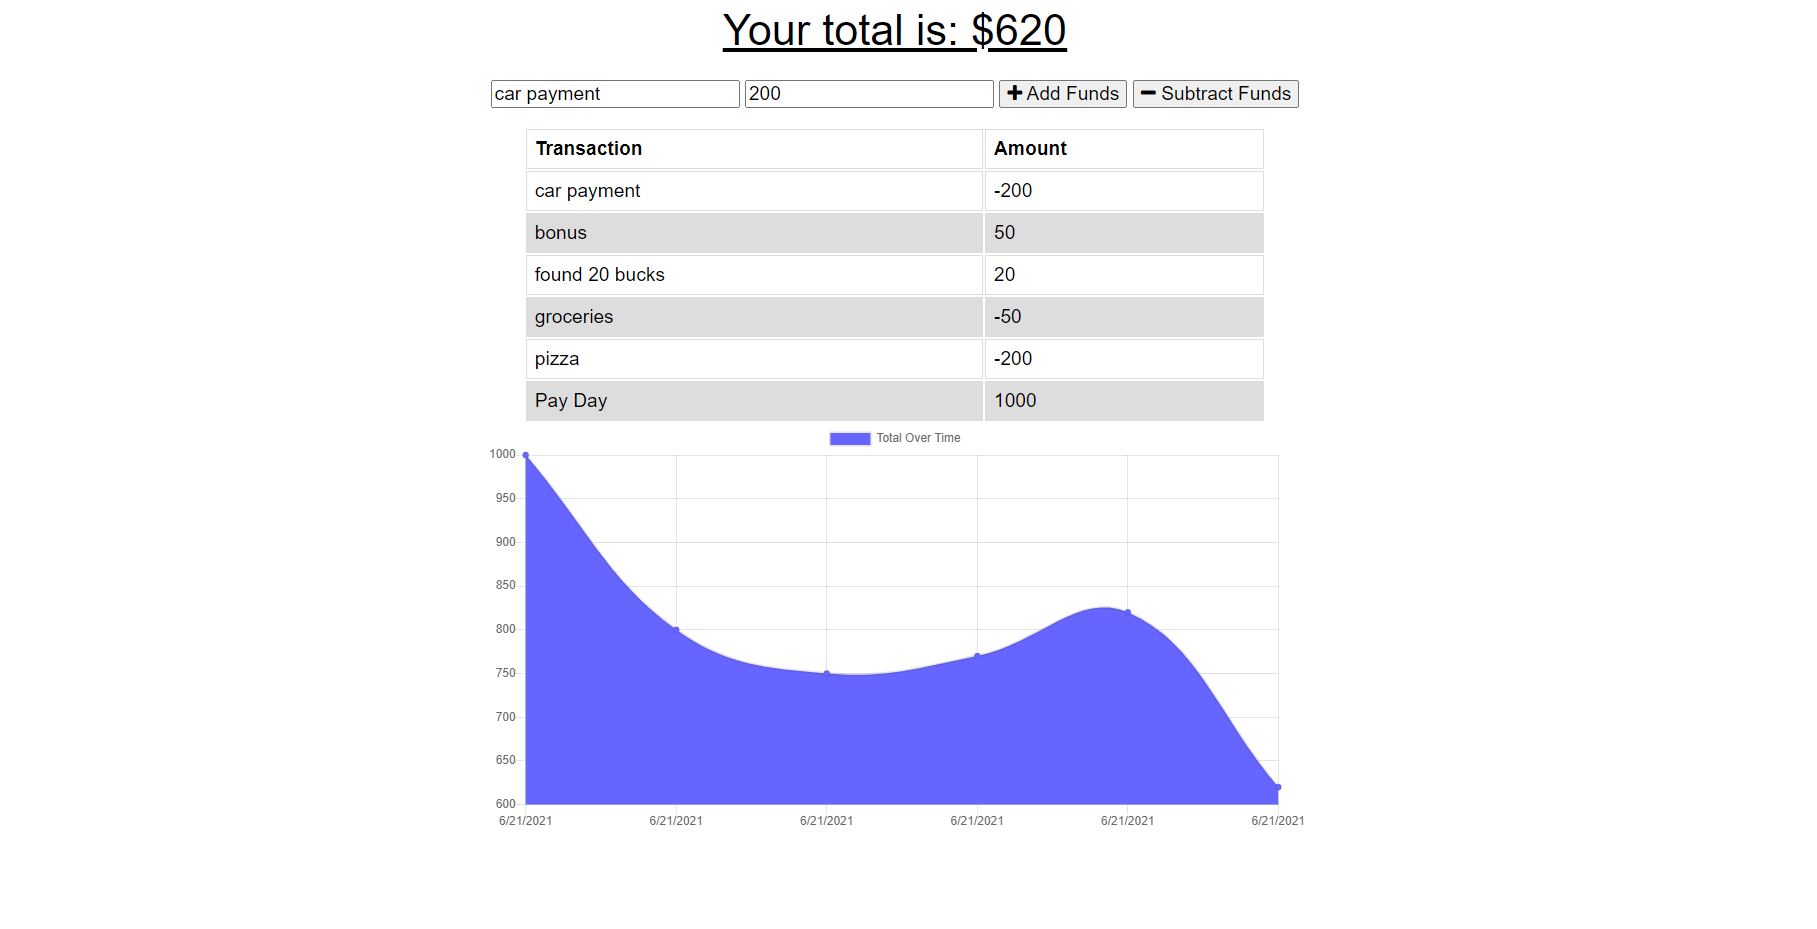 Your total is: $620
car payment 200 Add Funds Subtract Funds
Transaction Amount
car payment -200
bonus 50
found 20 bucks 20
groceries -50
pizza -200
Pay Day 1000
Total Over Time
1000
950
900
850
800
750
700
650
600
6/21/2021 6/21/2021 6/21/2021 6/21/2021 6/21/2021 6/21/2021